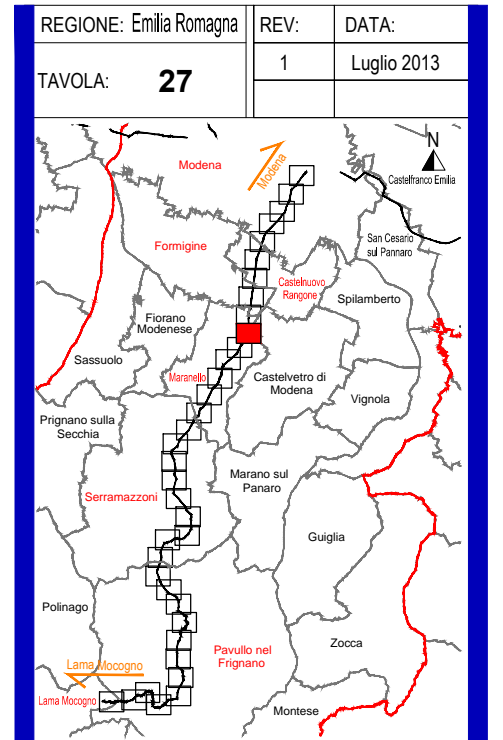 REGIONE: Emilia Romagna
REV:
DATA:
TAVOLA: 27
1
Luglio 2013
N
Modena
Modena
Castelfranco Emilia
San Cesario
sul Pannaro
Formigine
Castelnuovo
Rangone
Spilamberto
Fiorano
Modenese
Sassuolo
Maranello
Castelvetro di
Modena
Vignola
Prignano sulla
Secchia
Marano sul
Panaro
Serramazzoni
Guiglia
Polinago
Zocca
Pavullo nel
Frignano
Lama Mocogno
Lama Mocogno
Montese